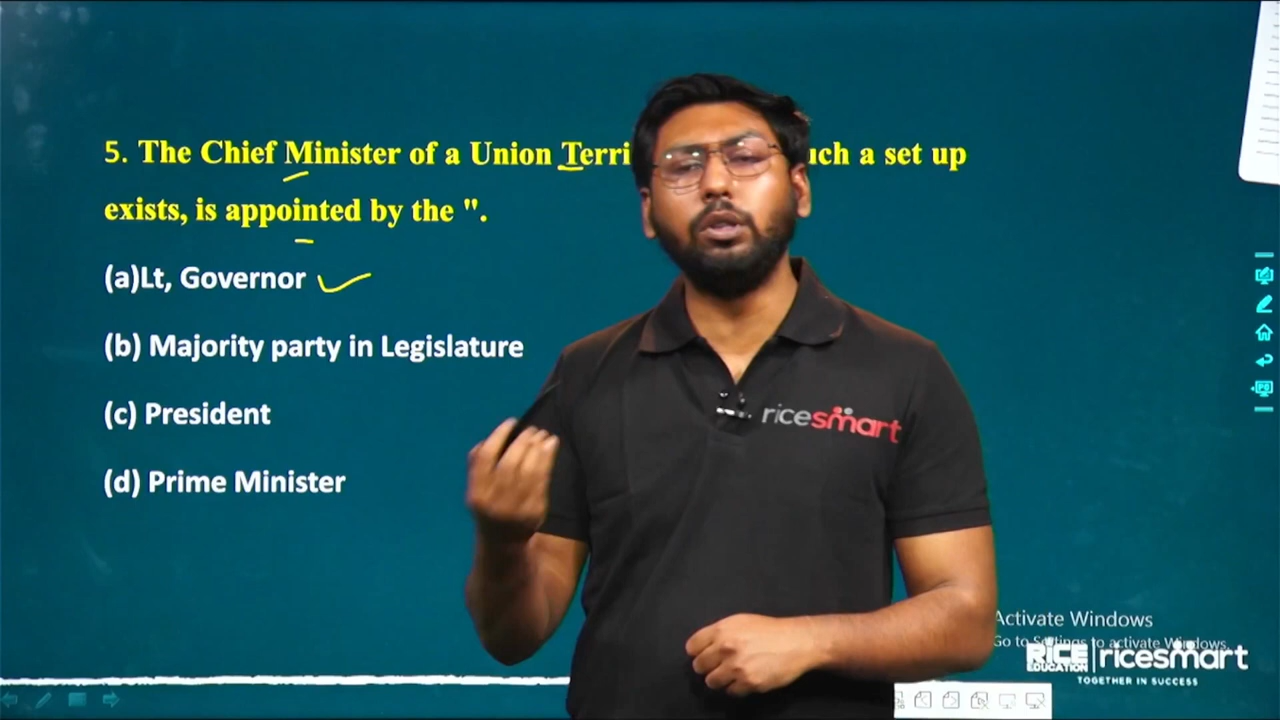 5. The Chief Minister of a Union Terri uch a set up
exists, is appointed by the ".
(a)Lt, Governor
(b) Majority party in Legislature
(c) President
(d) Prime Minister
ricesmart
Activate Windows
Go to Settings to activate Windows.
RICE EDUCATION ricesmart
TOGETHER IN SUCCESS